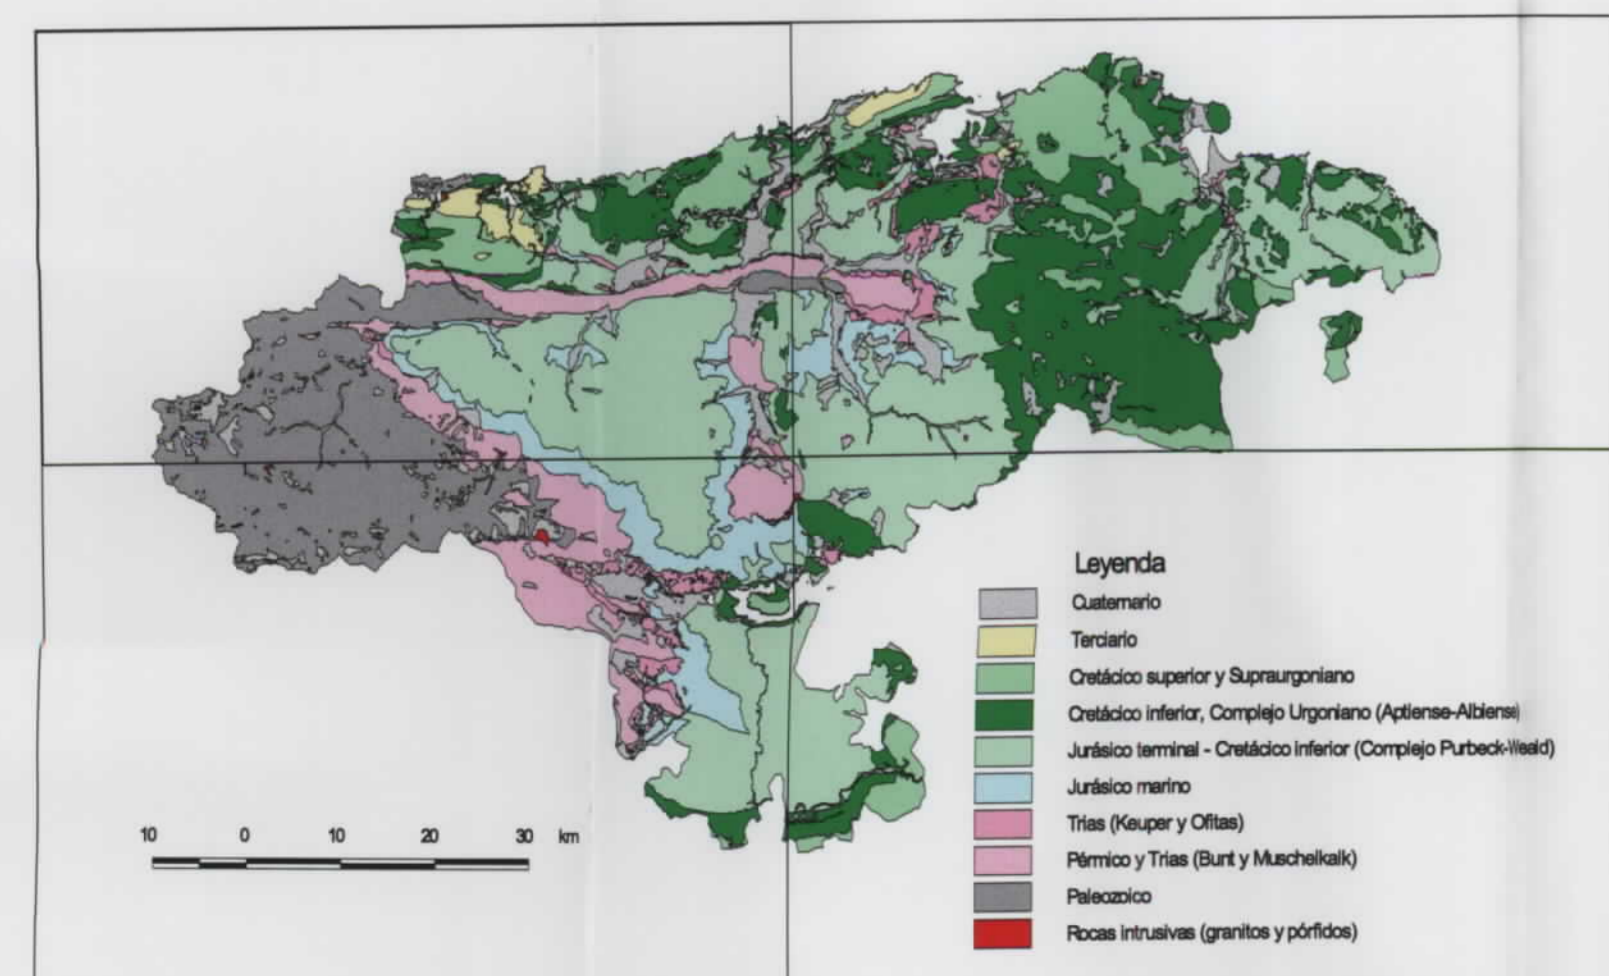 Leyenda
Cuaternario
Terciario
Cretácico superior y Supraurgoniano
Cretácico inferior, Complejo Urgoniano (Aptiense-Albiense)
Jurásico terminal - Cretácico inferior (Complejo Purbeck-Weald)
Jurásico marino
Trias (Keuper y Ofitas)
Pérmico y Trias (Bunt y Muschelkalk)
Paleozoico
Rocas intrusivas (granitos y pórfidos)
10 0 10 20 30 km